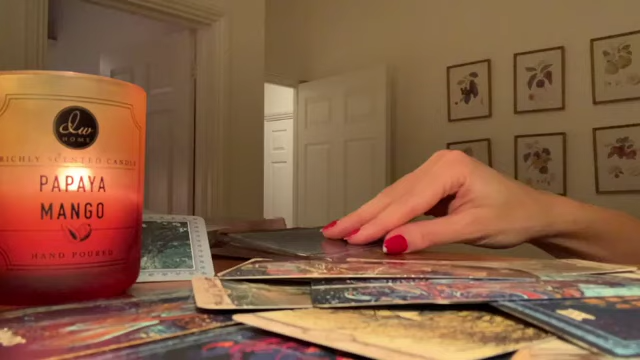 dw
HOME
RICHLY SCENTED CANDLE
PAPAYA
MANGO
HAND POURED